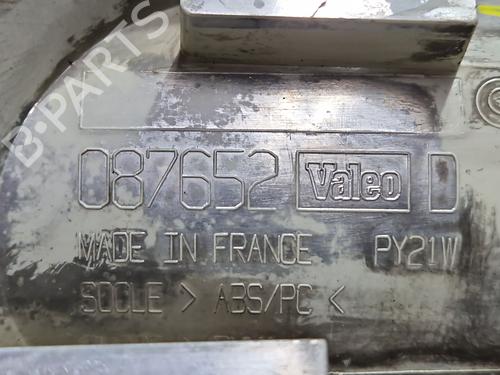 B-PARTS
087652 Valeo D
MADE IN FRANCE PY21W
SOCLE > ABS/PC <